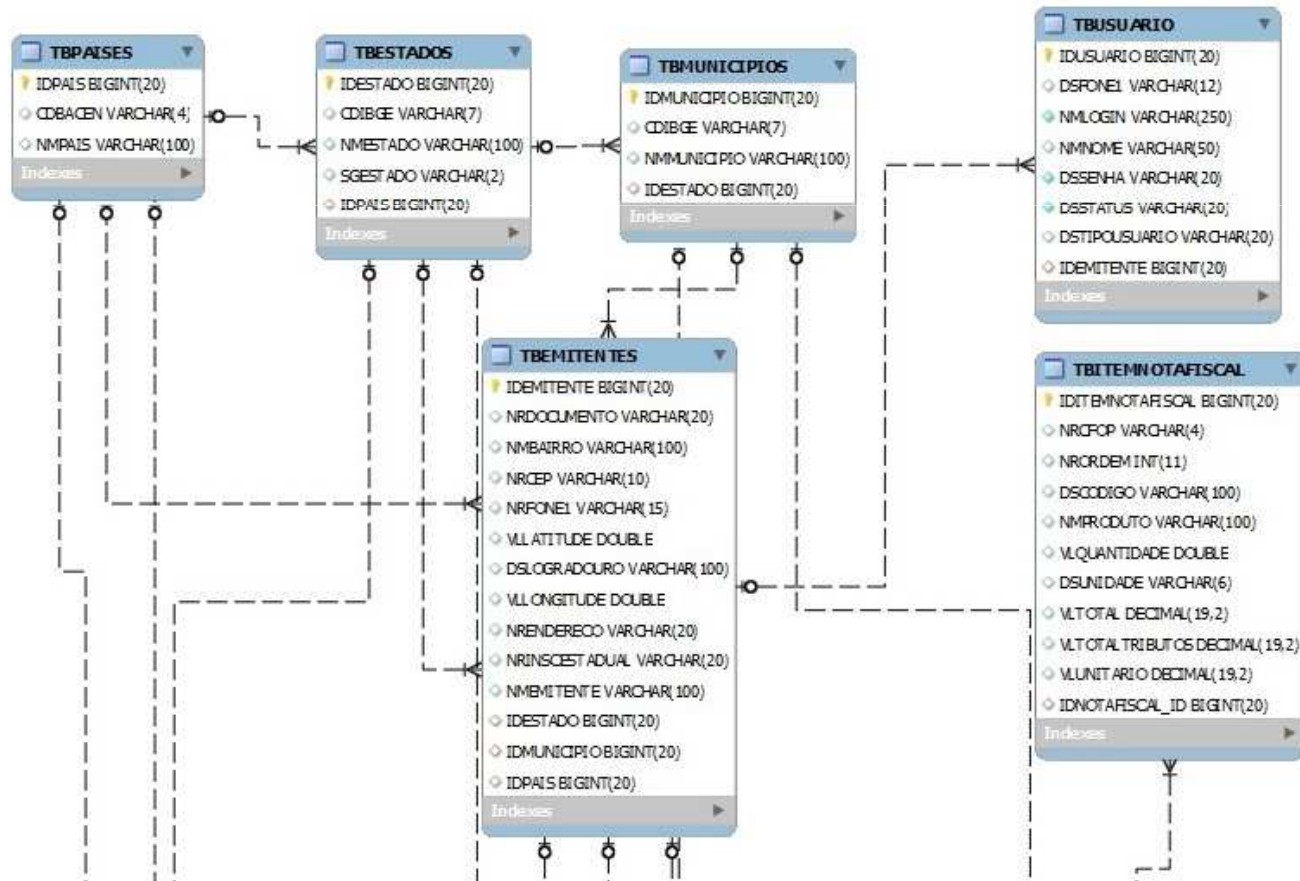 TBPAISES
IDPAIS BIGINT(20)
CDBACEN VARCHAR(4)
NMPAIS VARCHAR(100)
Indexes
TBESTADOS
IDESTADO BIGINT(20)
CDIBGE VARCHAR(7)
NMESTADO VARCHAR(100)
SGESTADO VARCHAR(2)
IDPAIS BIGINT(20)
Indexes
TBMUNICIPIOS
IDMUNICIPIO BIGINT(20)
CDIBGE VARCHAR(7)
NMMUNICIPIO VARCHAR(100)
IDESTADO BIGINT(20)
Indexes
TBUSUARIO
IDUSUARIO BIGINT(20)
DSFONE1 VARCHAR(12)
NMLOGIN VARCHAR(250)
NMNOME VARCHAR(50)
DSSENHA VARCHAR(20)
DSSTATUS VARCHAR(20)
DSTIPOUSUARIO VARCHAR(20)
IDEMITENTE BIGINT(20)
Indexes
TBEMITENTES
IDEMITENTE BIGINT(20)
NRDOCUMENTO VARCHAR(20)
NMBAIRRO VARCHAR(100)
NRCEP VARCHAR(10)
NRFONE1 VARCHAR(15)
VLLATITUDE DOUBLE
DSLOGRADOURO VARCHAR(100)
VLLONGITUDE DOUBLE
NRENDERECO VARCHAR(20)
NRINSCESTADUAL VARCHAR(20)
NMEMITENTE VARCHAR(100)
IDESTADO BIGINT(20)
IDMUNICIPIO BIGINT(20)
IDPAIS BIGINT(20)
Indexes
TBITEMNOTAFISCAL
IDITEMNOTAFISCAL BIGINT(20)
NRCFOP VARCHAR(4)
NRORDEM INT(11)
DSCODIGO VARCHAR(100)
NMPRODUTO VARCHAR(100)
VLQUANTIDADE DOUBLE
DSUNIDADE VARCHAR(6)
VLTOTAL DECIMAL(19,2)
VLTOTALTRIBUTOS DECIMAL(19,2)
VLUNITARIO DECIMAL(19,2)
IDNOTAFISCAL_ID BIGINT(20)
Indexes